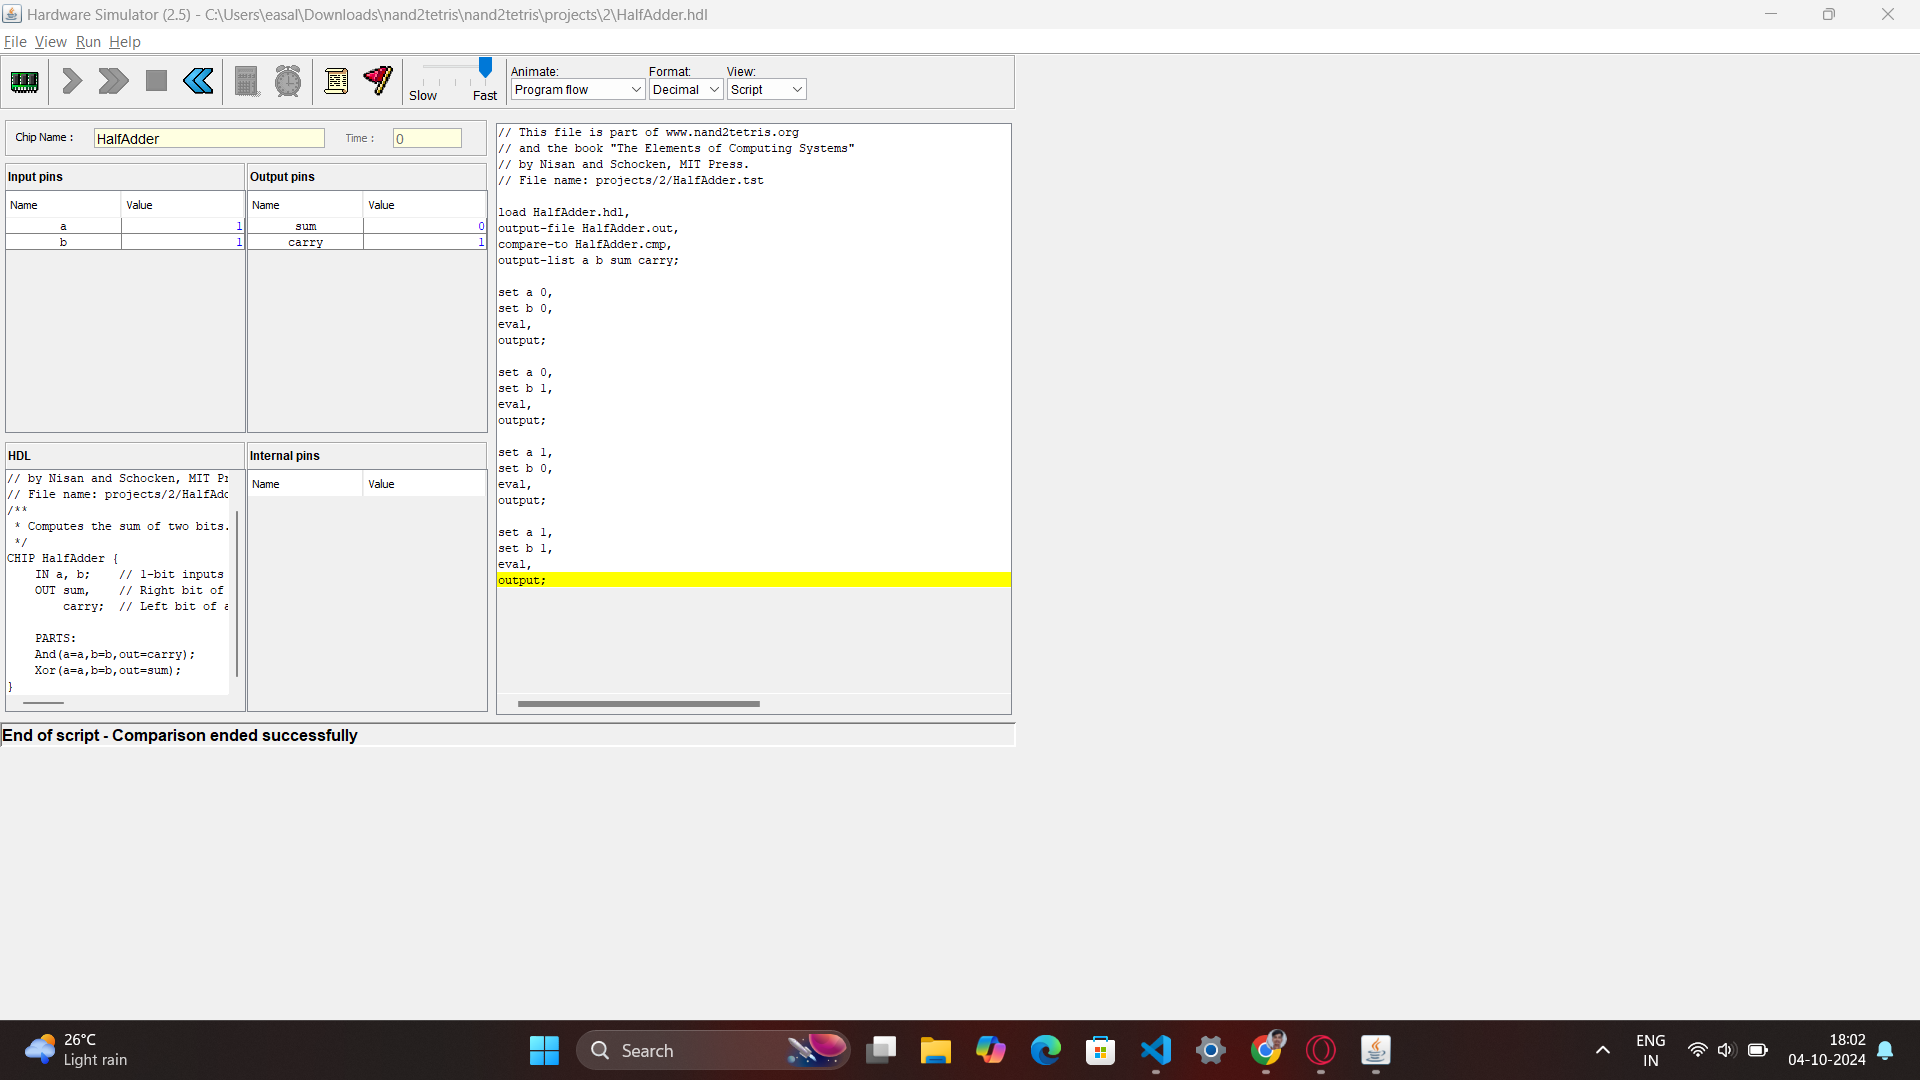 Hardware Simulator (2.5) - C:\Users\easal\Downloads\nand2tetris\nand2tetris\projects\2\HalfAdder.hdl
File View Run Help
Slow Fast
Animate:
Program flow
Format:
Decimal
View:
Script
Chip Name :
HalfAdder
Time :
0
Input pins
Name Value
a 1
b 1
Output pins
Name Value
sum 0
carry 1
HDL
// by Nisan and Schocken, MIT Pr
// File name: projects/2/HalfAdd
/**
* Computes the sum of two bits.
*/
CHIP HalfAdder {
IN a, b;    // 1-bit inputs
OUT sum,    // Right bit of
carry;  // Left bit of a
PARTS:
And(a=a,b=b,out=carry);
Xor(a=a,b=b,out=sum);
}
Internal pins
Name Value
// This file is part of www.nand2tetris.org
// and the book "The Elements of Computing Systems"
// by Nisan and Schocken, MIT Press.
// File name: projects/2/HalfAdder.tst
load HalfAdder.hdl,
output-file HalfAdder.out,
compare-to HalfAdder.cmp,
output-list a b sum carry;
set a 0,
set b 0,
eval,
output;
set a 0,
set b 1,
eval,
output;
set a 1,
set b 0,
eval,
output;
set a 1,
set b 1,
eval,
output;
End of script - Comparison ended successfully
26°C
Light rain
Search
ENG
IN
18:02
04-10-2024